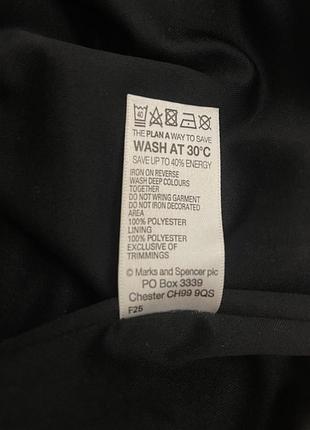 40
THE PLAN A WAY TO SAVE
WASH AT 30°C
SAVE UP TO 40% ENERGY
IRON ON REVERSE
WASH DEEP COLOURS
TOGETHER
DO NOT WRING GARMENT
DO NOT IRON DECORATED
AREA
100% POLYESTER
LINING
100% POLYESTER
EXCLUSIVE OF
TRIMMINGS
© Marks and Spencer plc
PO Box 3339
Chester CH99 9QS
F25